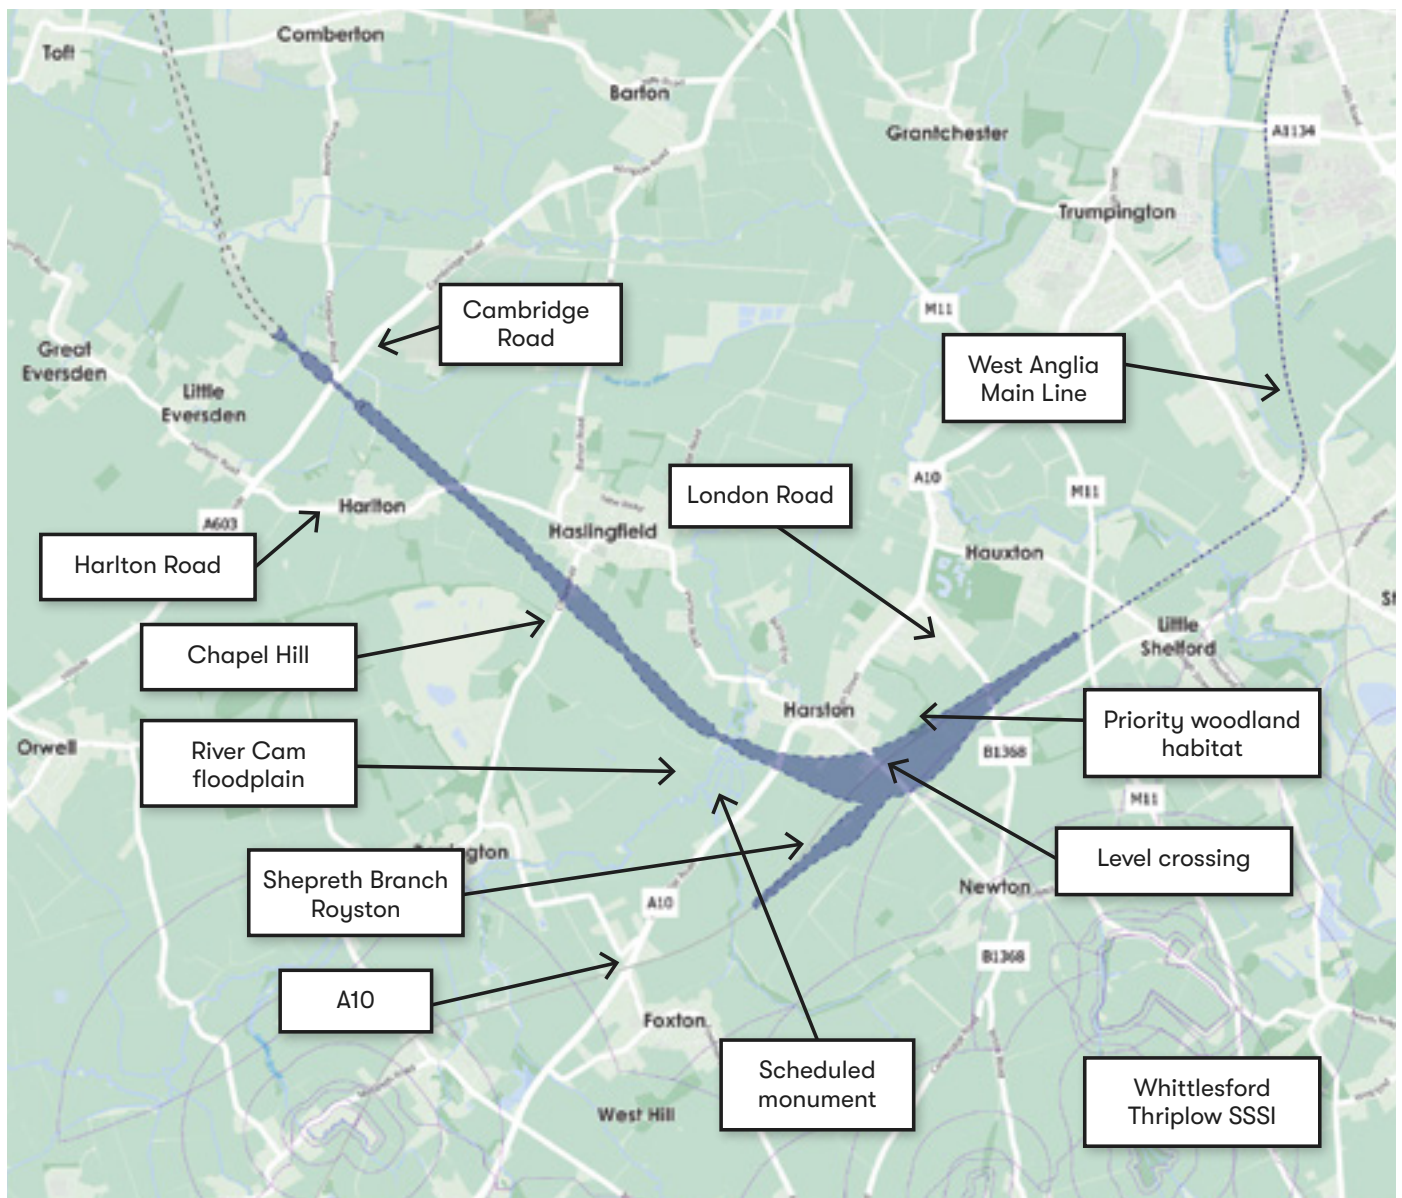 Comberton
Toft
Barton
Grantchester
A1134
Trumpington
Cambridge Road
Cambridge
Road
M11
Great
Eversden
West Anglia
Main Line
Little
Eversden
A10
M11
London Road
Harlton
A603
Haslingfield
Hauxton
Harlton Road
Chapel Hill
Little
Shelford
Harston
Priority woodland
habitat
Orwell
River Cam
floodplain
B1368
M11
Level crossing
Shepreth Branch
Royston
Newton
A10
B1368
A10
Foxton
Scheduled
monument
West Hill
Whittlesford
Thriplow SSSI